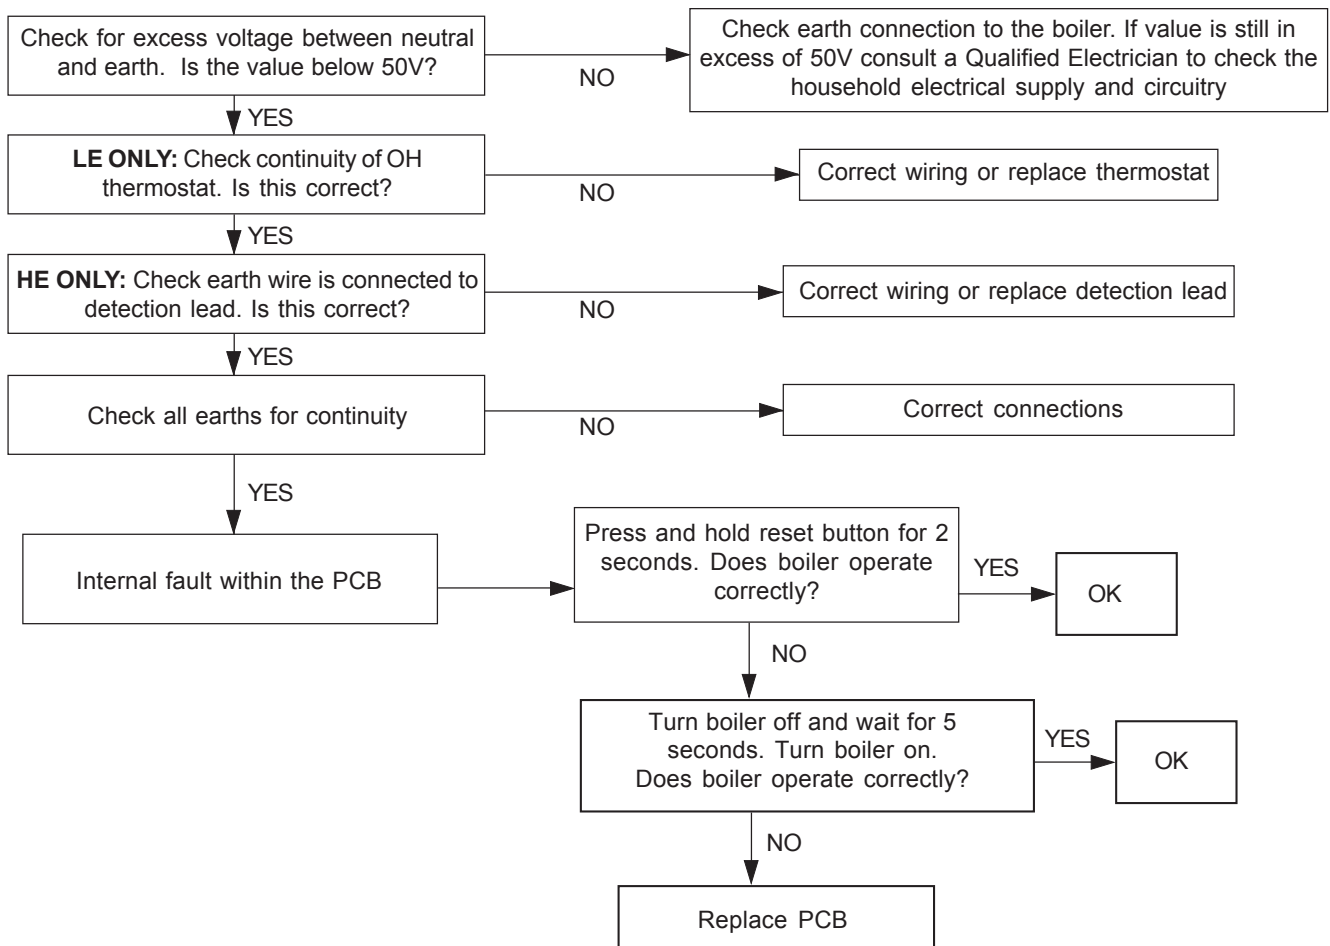 Check for excess voltage between neutral
and earth. Is the value below 50V?
NO
Check earth connection to the boiler. If value is still in
excess of 50V consult a Qualified Electrician to check the
household electrical supply and circuitry
YES
LE ONLY: Check continuity of OH
thermostat. Is this correct?
NO
Correct wiring or replace thermostat
YES
HE ONLY: Check earth wire is connected to
detection lead. Is this correct?
NO
Correct wiring or replace detection lead
YES
Check all earths for continuity
NO
Correct connections
YES
Internal fault within the PCB
Press and hold reset button for 2
seconds. Does boiler operate
correctly?
YES
OK
NO
Turn boiler off and wait for 5
seconds. Turn boiler on.
Does boiler operate correctly?
YES
OK
NO
Replace PCB